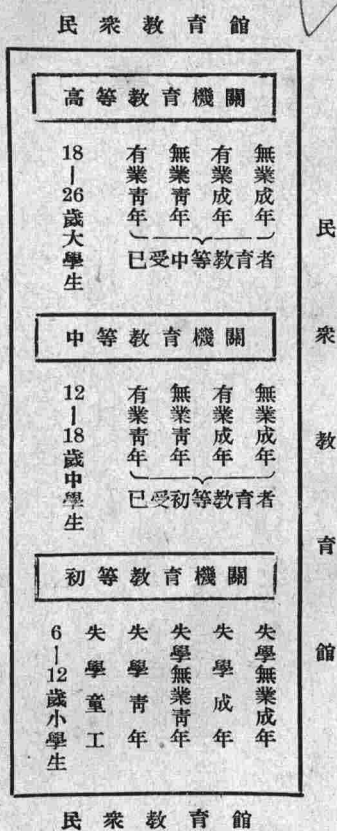 民衆教育館
高等教育機關
18-26歲大學生
有業青年
無業青年
有業成年
無業成年
已受中等教育者
中等教育機關
12-18歲中學生
有業青年
無業青年
有業成年
無業成年
已受初等教育者
初等教育機關
6-12歲小學生
失學童工
失學青年
失學無業青年
失學成年
失學無業成年
民衆教育館
民衆教育館